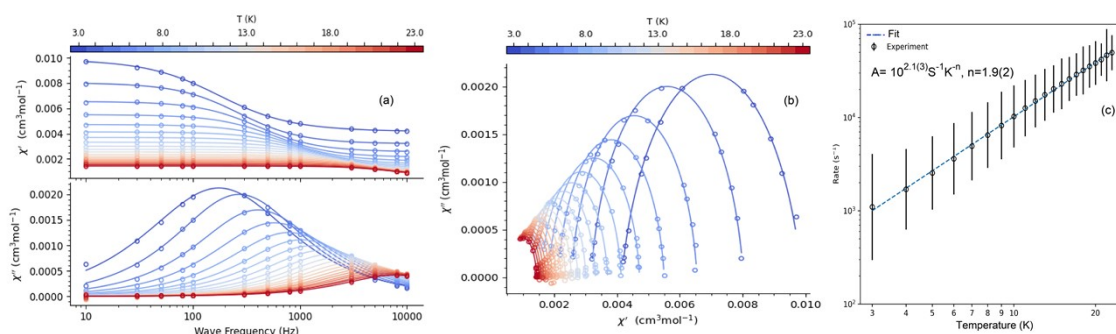 T (K)
3.0 8.0 13.0 18.0 23.0
0.010
0.008
0.006
0.004
0.002
χ' (cm³mol⁻¹)
(a)
0.0020
0.0015
0.0010
0.0005
0.0000
χ'' (cm³mol⁻¹)
10 100 1000 10000
Wave Frequency (Hz)
T (K)
3.0 8.0 13.0 18.0 23.0
(b)
0.0020
0.0015
0.0010
0.0005
0.0000
χ'' (cm³mol⁻¹)
0.002 0.004 0.006 0.008 0.010
χ' (cm³mol⁻¹)
Fit
Experiment
A= 10^2.1(3)S⁻¹K⁻ⁿ, n=1.9(2)
(c)
10⁵
10⁴
10³
10²
Rate (s⁻¹)
3 4 5 6 7 8 9 10 20
Temperature (K)